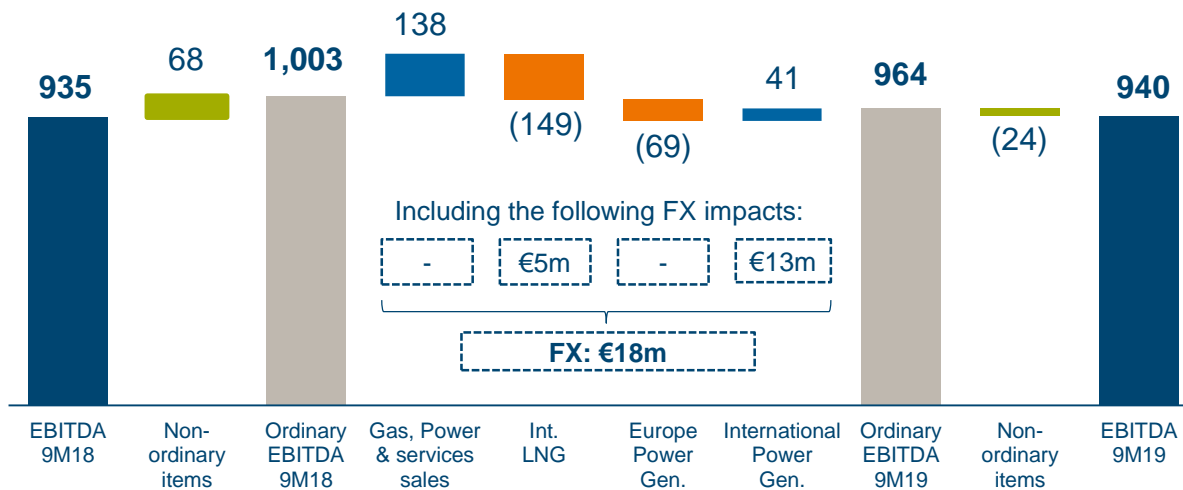 935
68
1,003
138
(149)
(69)
41
964
(24)
940
Including the following FX impacts:
-
€5m
-
€13m
FX: €18m
EBITDA
9M18
Non-
ordinary
items
Ordinary
EBITDA
9M18
Gas, Power
& services
sales
Int.
LNG
Europe
Power
Gen.
International
Power
Gen.
Ordinary
EBITDA
9M19
Non-
ordinary
items
EBITDA
9M19